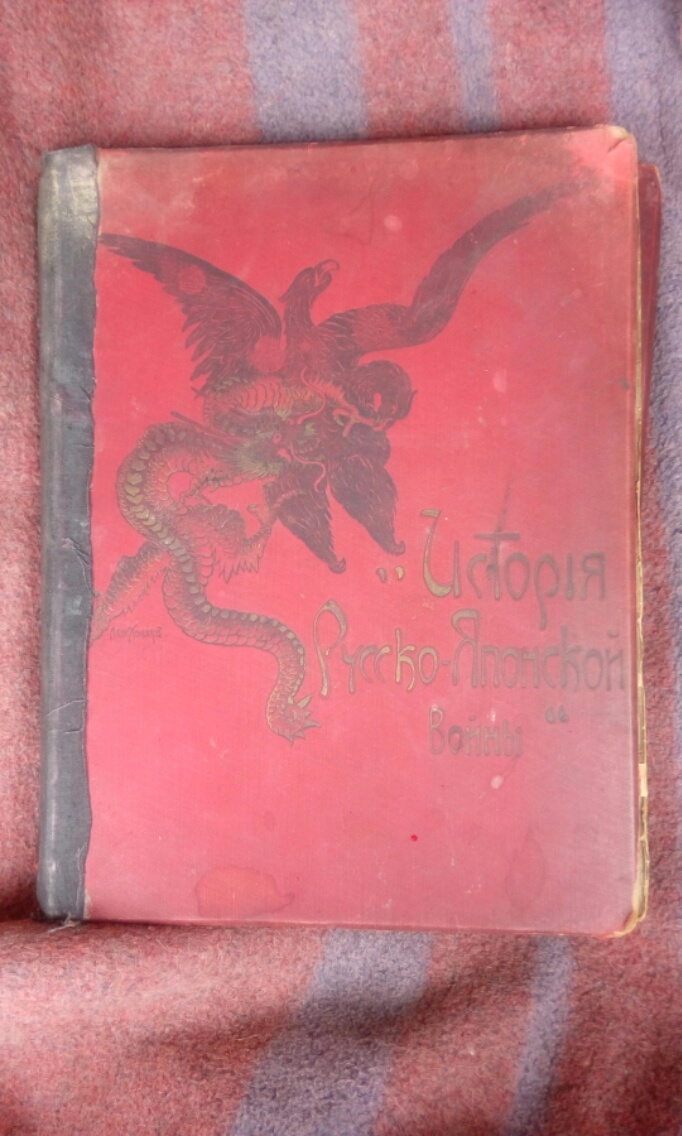 „Исторія
Русско-Японской
Войны“